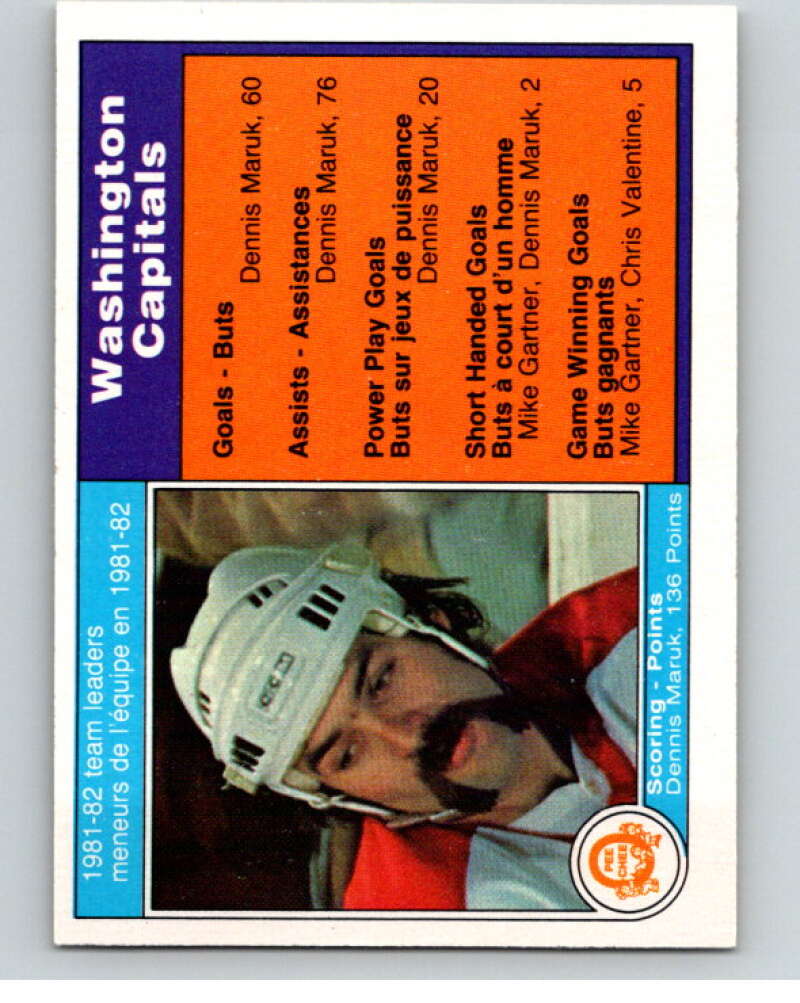 1981-82 team leaders
meneurs de l'équipe en 1981-82
Washington
Capitals
Goals - Buts
Dennis Maruk, 60
Assists - Assistances
Dennis Maruk, 76
Power Play Goals
Buts sur jeux de puissance
Dennis Maruk, 20
Short Handed Goals
Buts à court d'un homme
Mike Gartner, Dennis Maruk, 2
Game Winning Goals
Buts gagnants
Mike Gartner, Chris Valentine, 5
CCM
Scoring - Points
Dennis Maruk, 136 Points
O
PEE
CHEE